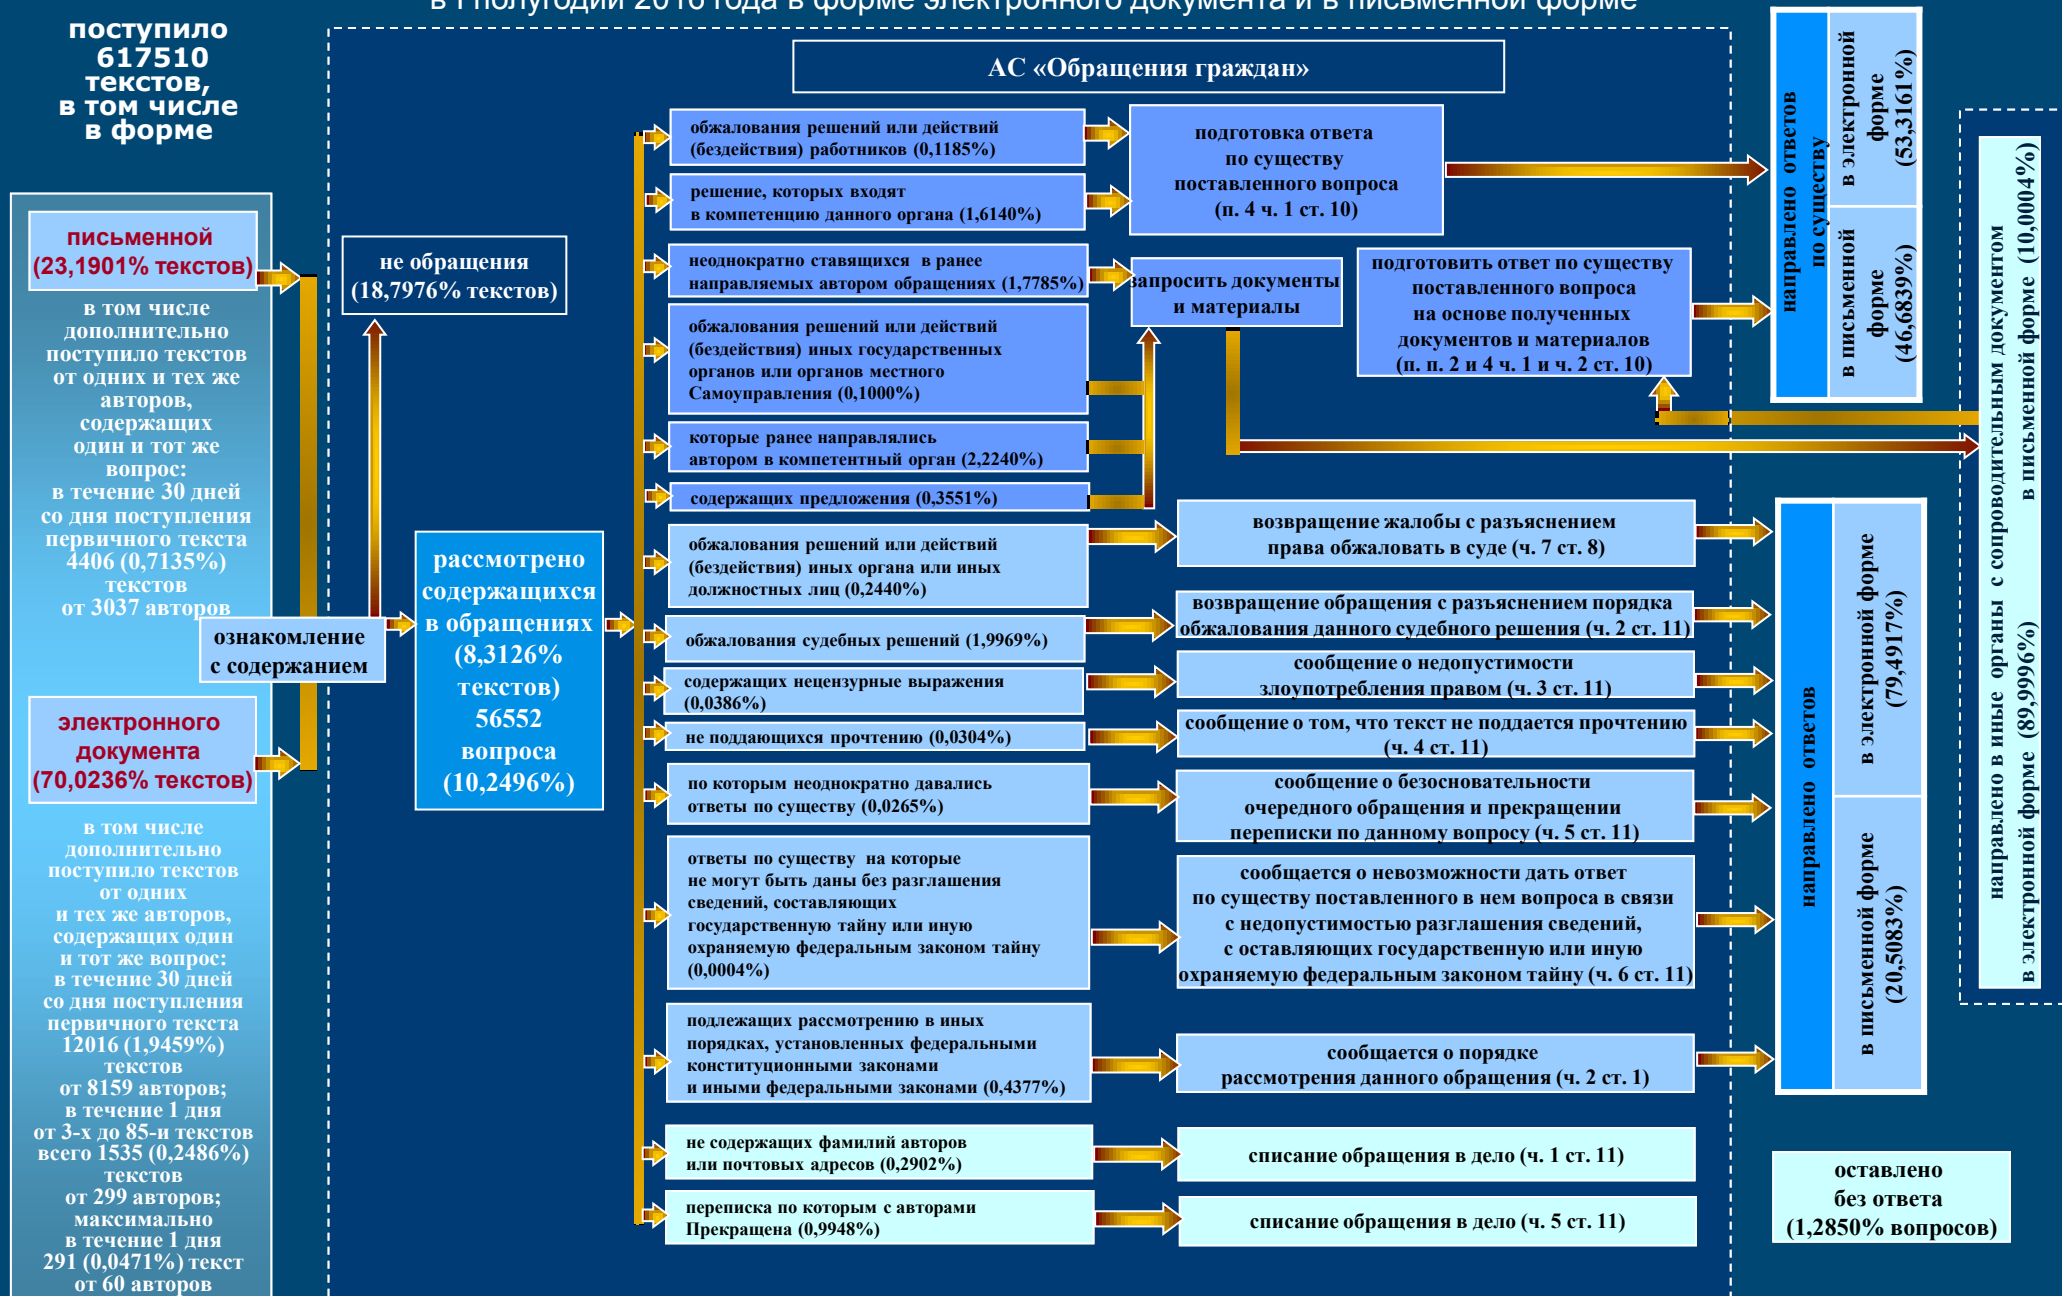 в I полугодии 2016 года в форме электронного документа и в письменной форме
поступило
617510
текстов,
в том числе
в форме
письменной
(23,1901% текстов)
в том числе
дополнительно
поступило текстов
от одних и тех же
авторов,
содержащих
один и тот же
вопрос:
в течение 30 дней
со дня поступления
первичного текста
4406 (0,7135%)
текстов
от 3037 авторов
ознакомление
с содержанием
электронного
документа
(70,0236% текстов)
в том числе
дополнительно
поступило текстов
от одних
и тех же авторов,
содержащих один
и тот же вопрос:
в течение 30 дней
со дня поступления
первичного текста
12016 (1,9459%)
текстов
от 8159 авторов;
в течение 1 дня
от 3-х до 85-и текстов
всего 1535 (0,2486%)
текстов
от 299 авторов;
максимально
в течение 1 дня
291 (0,0471%) текст
от 60 авторов
АС «Обращения граждан»
не обращения
(18,7976% текстов)
рассмотрено
содержащихся
в обращениях
(8,3126%
текстов)
56552
вопроса
(10,2496%)
обжалования решений или действий
(бездействия) работников (0,1185%)
решение, которых входят
в компетенцию данного органа (1,6140%)
неоднократно ставящихся в ранее
направляемых автором обращениях (1,7785%)
обжалования решений или действий
(бездействия) иных государственных
органов или органов местного
Самоуправления (0,1000%)
которые ранее направлялись
автором в компетентный орган (2,2240%)
содержащих предложения (0,3551%)
обжалования решений или действий
(бездействия) иных органа или иных
должностных лиц (0,2440%)
обжалования судебных решений (1,9969%)
содержащих нецензурные выражения
(0,0386%)
не поддающихся прочтению (0,0304%)
по которым неоднократно давались
ответы по существу (0,0265%)
ответы по существу на которые
не могут быть даны без разглашения
сведений, составляющих
государственную тайну или иную
охраняемую федеральным законом тайну
(0,0004%)
подлежащих рассмотрению в иных
порядках, установленных федеральными
конституционными законами
и иными федеральными законами (0,4377%)
не содержащих фамилий авторов
или почтовых адресов (0,2902%)
переписка по которым с авторами
Прекращена (0,9948%)
подготовка ответа
по существу
поставленного вопроса
(п. 4 ч. 1 ст. 10)
запросить документы
и материалы
подготовить ответ по существу
поставленного вопроса
на основе полученных
документов и материалов
(п. п. 2 и 4 ч. 1 и ч. 2 ст. 10)
возвращение жалобы с разъяснением
права обжаловать в суде (ч. 7 ст. 8)
возвращение обращения с разъяснением порядка
обжалования данного судебного решения (ч. 2 ст. 11)
сообщение о недопустимости
злоупотребления правом (ч. 3 ст. 11)
сообщение о том, что текст не поддается прочтению
(ч. 4 ст. 11)
сообщение о безосновательности
очередного обращения и прекращении
переписки по данному вопросу (ч. 5 ст. 11)
сообщается о невозможности дать ответ
по существу поставленного в нем вопроса в связи
с недопустимостью разглашения сведений,
с оставляющих государственную или иную
охраняемую федеральным законом тайну (ч. 6 ст. 11)
сообщается о порядке
рассмотрения данного обращения (ч. 2 ст. 1)
списание обращения в дело (ч. 1 ст. 11)
списание обращения в дело (ч. 5 ст. 11)
направлено ответов
по существу
в электронной
форме
(53,3161%)
в письменной
форме
(46,6839%)
направлено ответов
в электронной форме
(79,4917%)
в письменной форме
(20,5083%)
направлено в иные органы с сопроводительным документом
в электронной форме (89,9996%) в письменной форме (10,0004%)
оставлено
без ответа
(1,2850% вопросов)